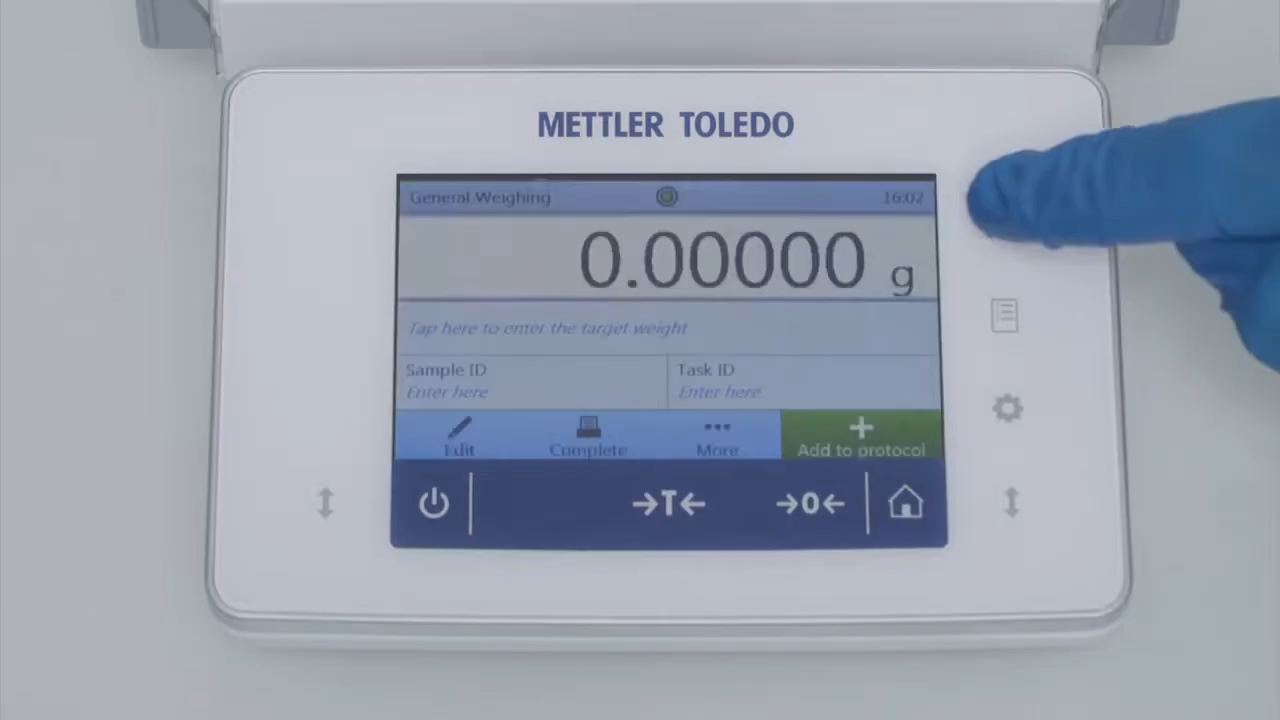 METTLER TOLEDO
General Weighing 16:02
0.00000 g
Tap here to enter the target weight
Sample ID Task ID
Enter here Enter here
Edit Complete More Add to protocol
→T← →0←